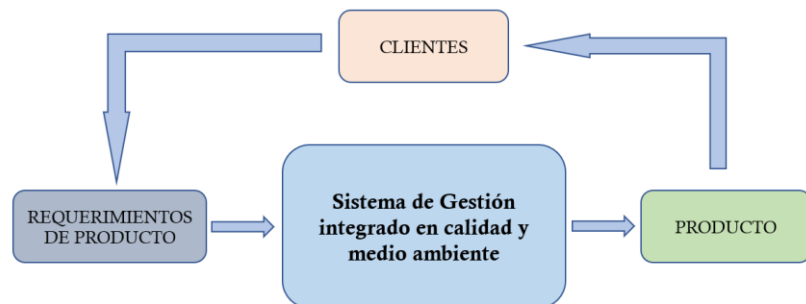 CLIENTES
REQUERIMIENTOS
DE PRODUCTO
Sistema de Gestión
integrado en calidad y
medio ambiente
PRODUCTO